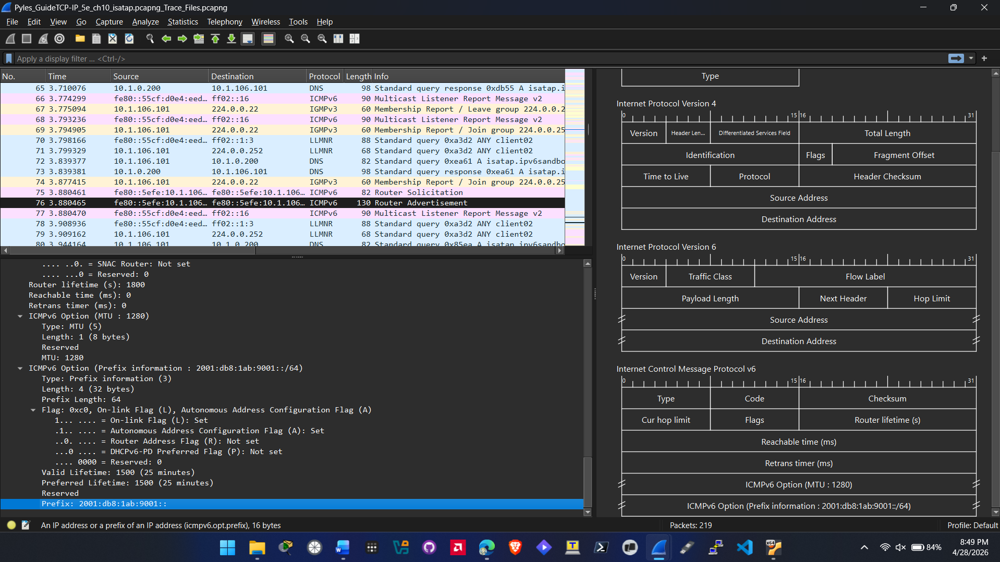 Pyles_GuideTCP-IP_5e_ch10_isatap.pcapng_Trace_Files.pcapng
File Edit View Go Capture Analyze Statistics Telephony Wireless Tools Help
Apply a display filter ... <Ctrl-/>
No. Time Source Destination Protocol Length Info
65 3.710076 10.1.0.200 10.1.106.101 DNS 98 Standard query response 0xdb55 A isatap.i
66 3.774299 fe80::55cf:d0e4:eed… ff02::16 ICMPv6 90 Multicast Listener Report Message v2
67 3.775094 10.1.106.101 224.0.0.22 IGMPv3 60 Membership Report / Leave group 224.0.0.2
68 3.793236 fe80::55cf:d0e4:eed… ff02::16 ICMPv6 90 Multicast Listener Report Message v2
69 3.794905 10.1.106.101 224.0.0.22 IGMPv3 60 Membership Report / Join group 224.0.0.25
70 3.798166 fe80::55cf:d0e4:eed… ff02::1:3 LLMNR 88 Standard query 0xa3d2 ANY client02
71 3.799329 10.1.106.101 224.0.0.252 LLMNR 68 Standard query 0xa3d2 ANY client02
72 3.839377 10.1.106.101 10.1.0.200 DNS 82 Standard query 0xea61 A isatap.ipv6sandbo
73 3.839381 10.1.0.200 10.1.106.101 DNS 98 Standard query response 0xea61 A isatap.i
74 3.877415 10.1.106.101 224.0.0.22 IGMPv3 60 Membership Report / Join group 224.0.0.25
75 3.880461 fe80::5efe:10.1.106… fe80::5efe:10.1.106… ICMPv6 82 Router Solicitation
76 3.880465 fe80::5efe:10.1.106… fe80::5efe:10.1.106… ICMPv6 130 Router Advertisement
77 3.880470 fe80::55cf:d0e4:eed… ff02::16 ICMPv6 90 Multicast Listener Report Message v2
78 3.908936 fe80::55cf:d0e4:eed… ff02::1:3 LLMNR 88 Standard query 0xa3d2 ANY client02
79 3.909162 10.1.106.101 224.0.0.252 LLMNR 68 Standard query 0xa3d2 ANY client02
80 3.944164 10.1.106.101 10.1.0.200 DNS 82 Standard query 0x85ea A isatap.ipv6sandbo
.... ..0. = SNAC Router: Not set
.... ...0 = Reserved: 0
Router lifetime (s): 1800
Reachable time (ms): 0
Retrans timer (ms): 0
ICMPv6 Option (MTU : 1280)
Type: MTU (5)
Length: 1 (8 bytes)
Reserved
MTU: 1280
ICMPv6 Option (Prefix information : 2001:db8:1ab:9001::/64)
Type: Prefix information (3)
Length: 4 (32 bytes)
Prefix Length: 64
Flag: 0xc0, On-link Flag (L), Autonomous Address Configuration Flag (A)
1... .... = On-link Flag (L): Set
.1.. .... = Autonomous Address Configuration Flag (A): Set
..0. .... = Router Address Flag (R): Not set
...0 .... = DHCPv6-PD Preferred Flag (P): Not set
.... 0000 = Reserved: 0
Valid Lifetime: 1500 (25 minutes)
Preferred Lifetime: 1500 (25 minutes)
Reserved
Prefix: 2001:db8:1ab:9001::
Type
Internet Protocol Version 4
0 15 16 31
Version Header Len... Differentiated Services Field Total Length
Identification Flags Fragment Offset
Time to Live Protocol Header Checksum
Source Address
Destination Address
Internet Protocol Version 6
0 15 16 31
Version Traffic Class Flow Label
Payload Length Next Header Hop Limit
Source Address
Destination Address
Internet Control Message Protocol v6
0 15 16 31
Type Code Checksum
Cur hop limit Flags Router lifetime (s)
Reachable time (ms)
Retrans timer (ms)
ICMPv6 Option (MTU : 1280)
ICMPv6 Option (Prefix information : 2001:db8:1ab:9001::/64)
An IP address or a prefix of an IP address (icmpv6.opt.prefix), 16 bytes
Packets: 219
Profile: Default
84%
8:49 PM
4/28/2026